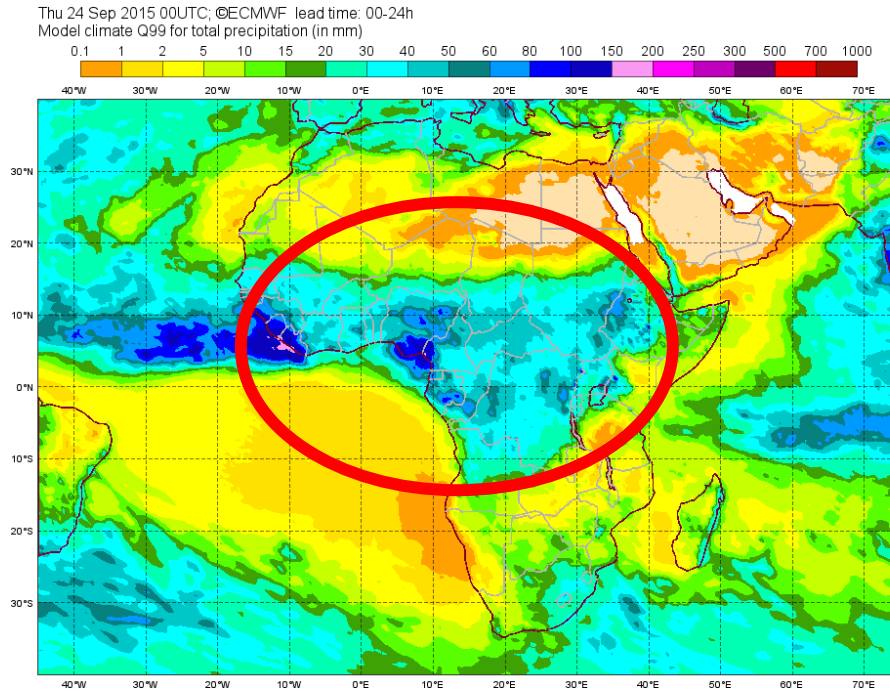 Thu 24 Sep 2015 00UTC; ©ECMWF lead time: 00-24h
Model climate Q99 for total precipitation (in mm)
0.1 1 2 5 10 15 20 30 40 50 60 80 100 150 200 250 300 500 700 1000
40°W 30°W 20°W 10°W 0°E 10°E 20°E 30°E 40°E 50°E 60°E 70°E
30°N
20°N
10°N
0°N
10°S
20°S
30°S
40°W 30°W 20°W 10°W 0°E 10°E 20°E 30°E 40°E 50°E 60°E 70°E